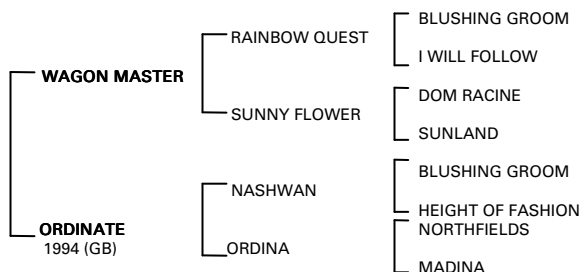 BLUSHING GROOM
RAINBOW QUEST
I WILL FOLLOW
WAGON MASTER
DOM RACINE
SUNNY FLOWER
SUNLAND
BLUSHING GROOM
NASHWAN
HEIGHT OF FASHION
ORDINATE
1994 (GB)
NORTHFIELDS
ORDINA
MADINA